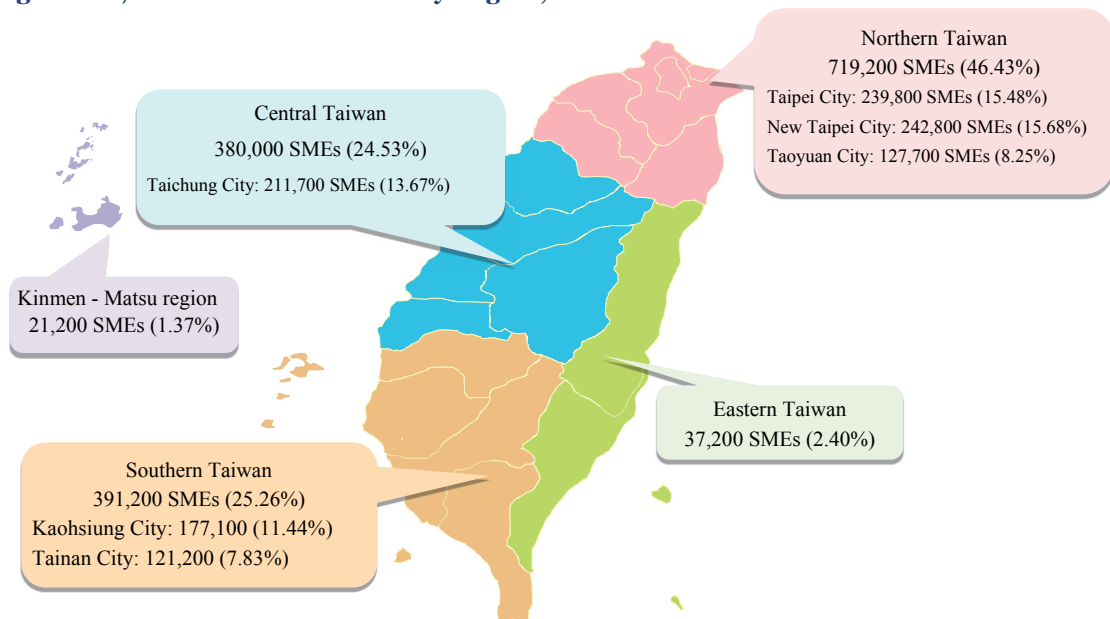 Northern Taiwan
719,200 SMEs (46.43%)
Taipei City: 239,800 SMEs (15.48%)
New Taipei City: 242,800 SMEs (15.68%)
Taoyuan City: 127,700 SMEs (8.25%)
Central Taiwan
380,000 SMEs (24.53%)
Taichung City: 211,700 SMEs (13.67%)
Kinmen - Matsu region
21,200 SMEs (1.37%)
Eastern Taiwan
37,200 SMEs (2.40%)
Southern Taiwan
391,200 SMEs (25.26%)
Kaohsiung City: 177,100 (11.44%)
Tainan City: 121,200 (7.83%)